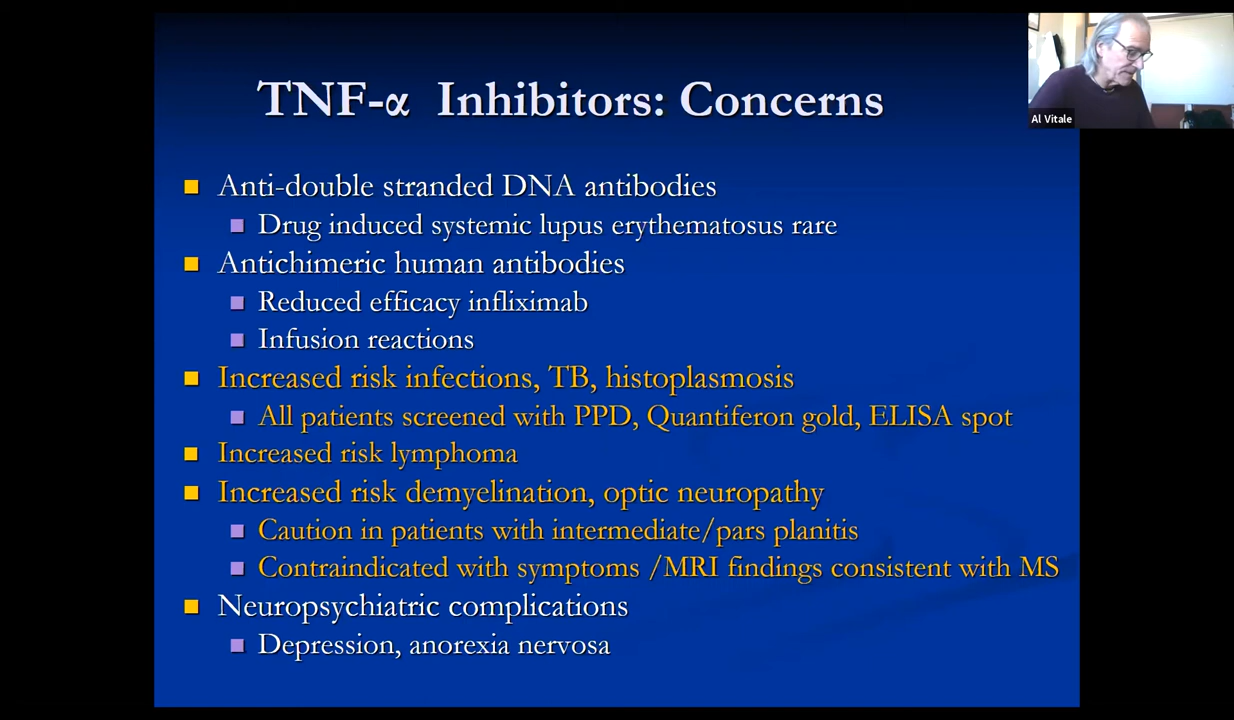 TNF-α Inhibitors: Concerns
Al Vitale
Anti-double stranded DNA antibodies
Drug induced systemic lupus erythematosus rare
Antichimeric human antibodies
Reduced efficacy infliximab
Infusion reactions
Increased risk infections, TB, histoplasmosis
All patients screened with PPD, Quantiferon gold, ELISA spot
Increased risk lymphoma
Increased risk demyelination, optic neuropathy
Caution in patients with intermediate/pars planitis
Contraindicated with symptoms /MRI findings consistent with MS
Neuropsychiatric complications
Depression, anorexia nervosa